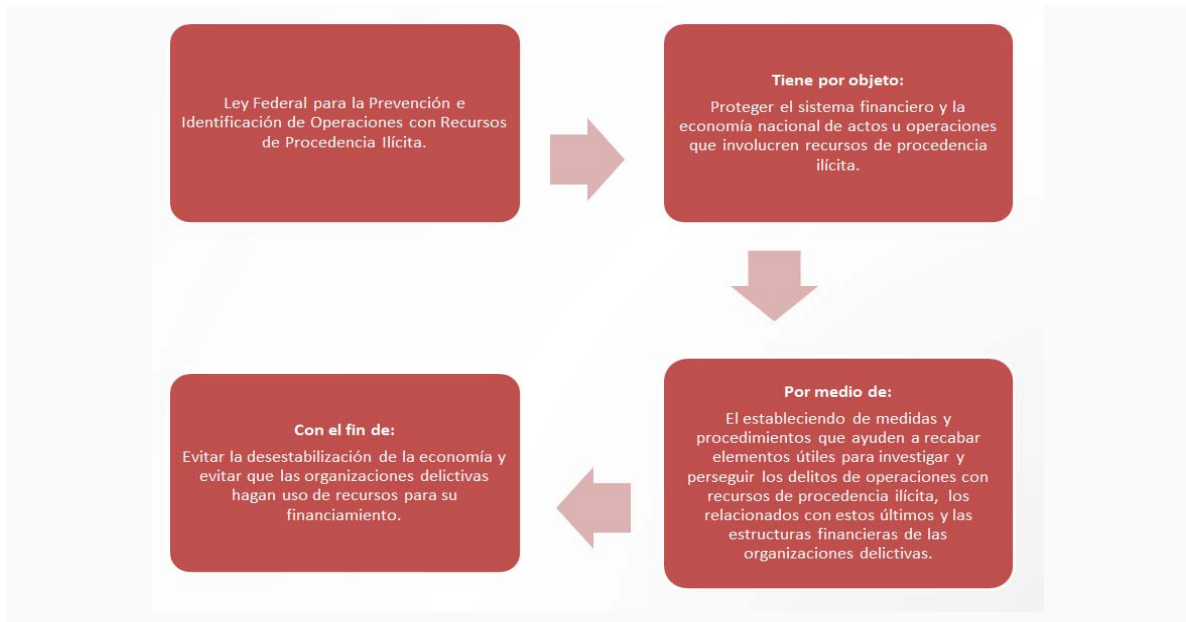 Ley Federal para la Prevención e
Identificación de Operaciones con Recursos
de Procedencia Ilícita.
Tiene por objeto:
Proteger el sistema financiero y la
economía nacional de actos u operaciones
que involucren recursos de procedencia
ilícita.
Por medio de:
El estableciendo de medidas y
procedimientos que ayuden a recabar
elementos útiles para investigar y
perseguir los delitos de operaciones con
recursos de procedencia ilícita, los
relacionados con estos últimos y las
estructuras financieras de las
organizaciones delictivas.
Con el fin de:
Evitar la desestabilización de la economía y
evitar que las organizaciones delictivas
hagan uso de recursos para su
financiamiento.